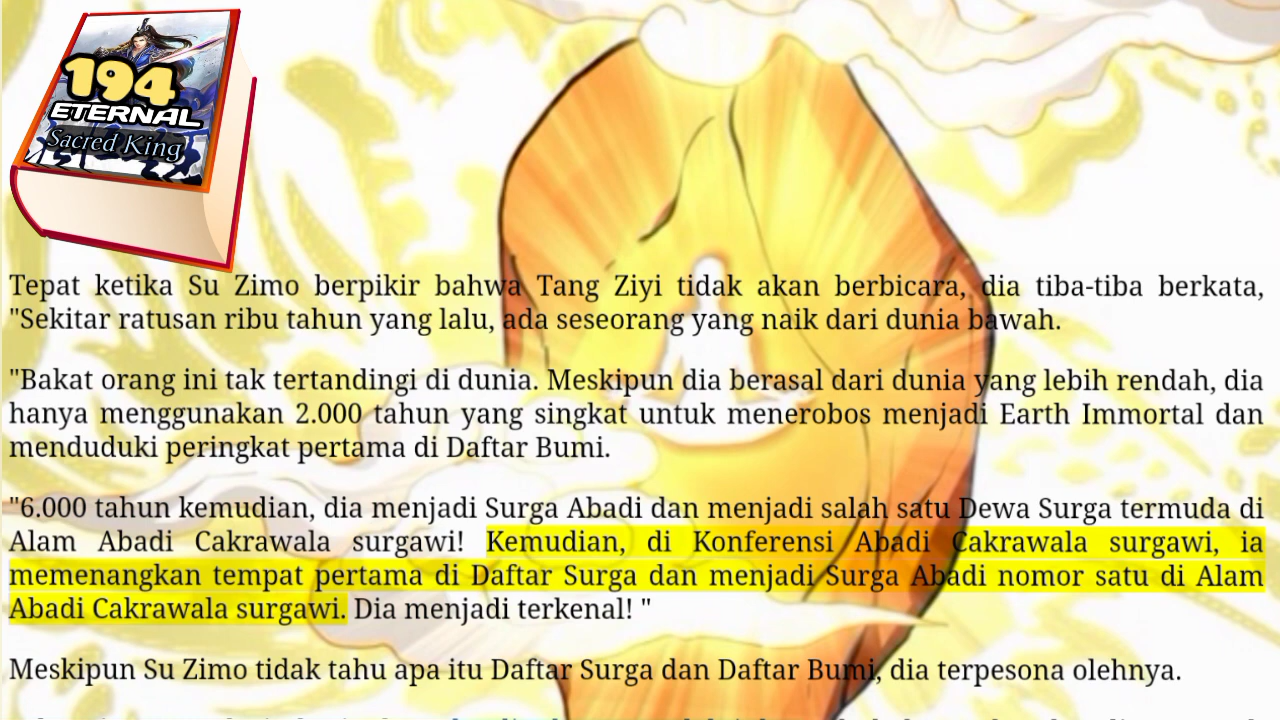 194
ETERNAL
Sacred King
Tepat ketika Su Zimo berpikir bahwa Tang Ziyi tidak akan berbicara, dia tiba-tiba berkata,
"Sekitar ratusan ribu tahun yang lalu, ada seseorang yang naik dari dunia bawah.
"Bakat orang ini tak tertandingi di dunia. Meskipun dia berasal dari dunia yang lebih rendah, dia
hanya menggunakan 2.000 tahun yang singkat untuk menerobos menjadi Earth Immortal dan
menduduki peringkat pertama di Daftar Bumi.
"6.000 tahun kemudian, dia menjadi Surga Abadi dan menjadi salah satu Dewa Surga termuda di
Alam Abadi Cakrawala surgawi! Kemudian, di Konferensi Abadi Cakrawala surgawi, ia
memenangkan tempat pertama di Daftar Surga dan menjadi Surga Abadi nomor satu di Alam
Abadi Cakrawala surgawi. Dia menjadi terkenal! "
Meskipun Su Zimo tidak tahu apa itu Daftar Surga dan Daftar Bumi, dia terpesona olehnya.